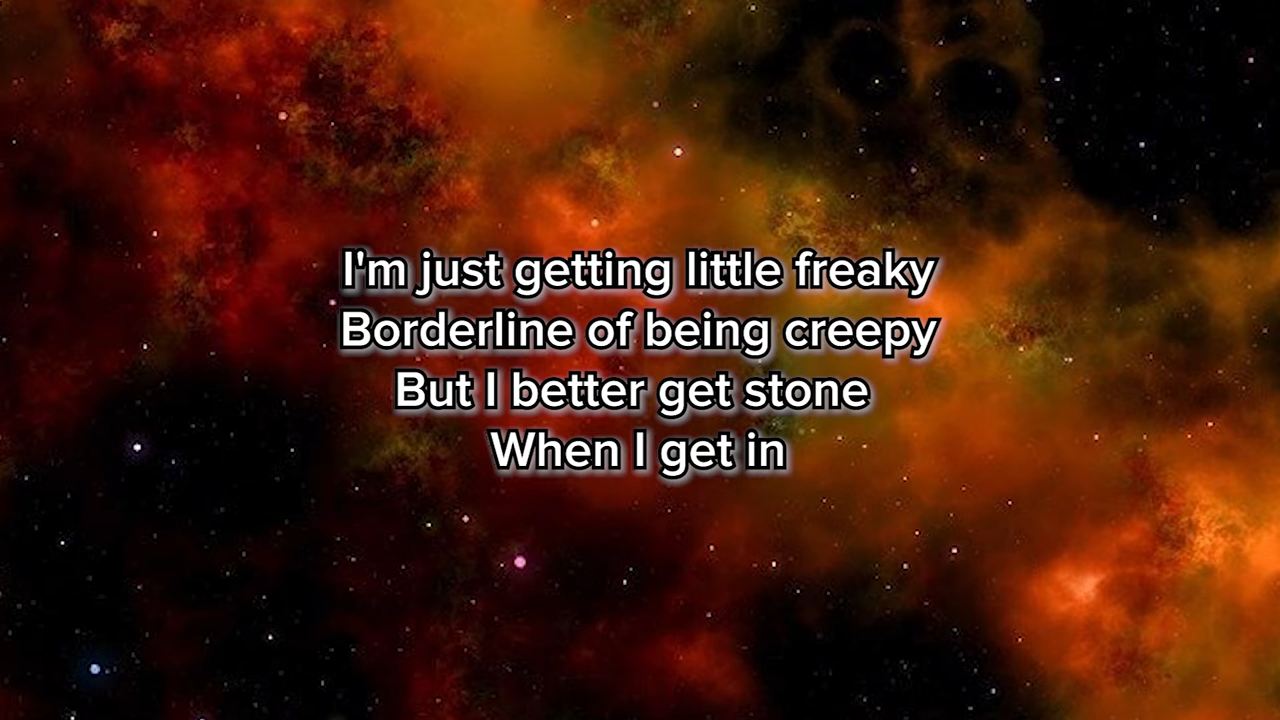 I'm just getting little freaky
Borderline of being creepy
But I better get stone
When I get in